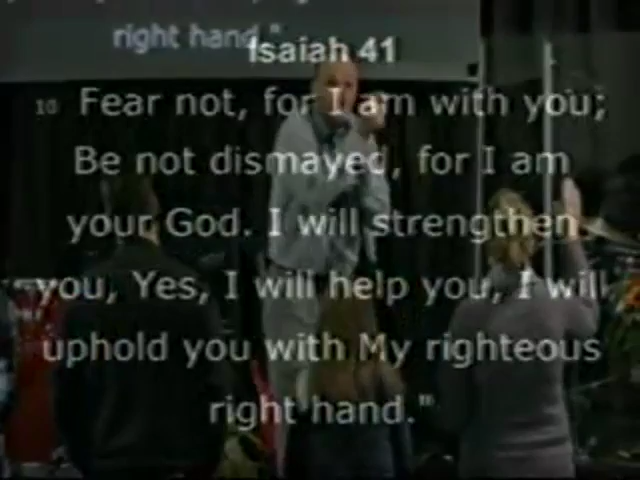 right hand."
Isaiah 41
10 Fear not, for I am with you;
Be not dismayed, for I am
your God. I will strengthen
you, Yes, I will help you, I will
uphold you with My righteous
right hand."